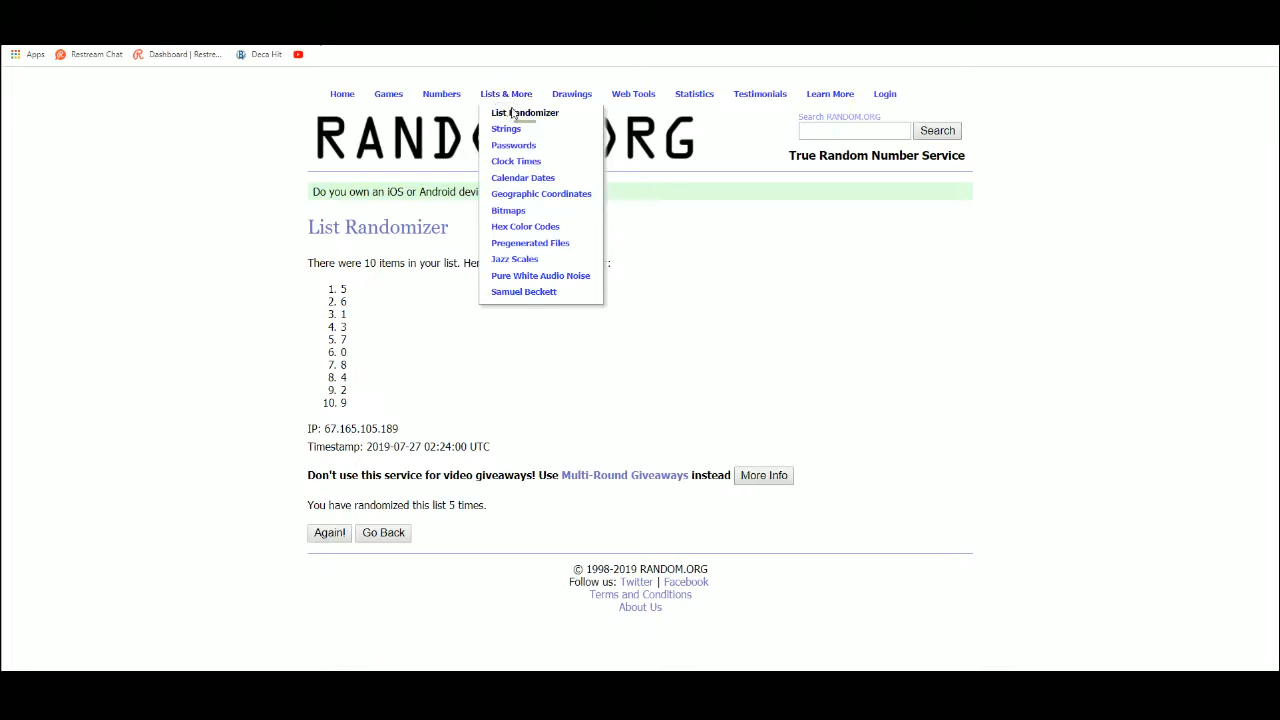 Apps Restream Chat Dashboard | Restre... Deca Hit
Home Games Numbers Lists & More Drawings Web Tools Statistics Testimonials Learn More Login
List Randomizer
Strings
Passwords
Clock Times
Calendar Dates
Geographic Coordinates
Bitmaps
Hex Color Codes
Pregenerated Files
Jazz Scales
Pure White Audio Noise
Samuel Beckett
Search RANDOM.ORG
Search
True Random Number Service
Do you own an iOS or Android
List Randomizer
There were 10 items in your list.
1. 5
2. 6
3. 1
4. 3
5. 7
6. 0
7. 8
8. 4
9. 2
10. 9
IP: 67.165.105.189
Timestamp: 2019-07-27 02:24:00 UTC
Don't use this service for video giveaways! Use Multi-Round Giveaways instead More Info
You have randomized this list 5 times.
Again! Go Back
© 1998-2019 RANDOM.ORG
Follow us: Twitter | Facebook
Terms and Conditions
About Us